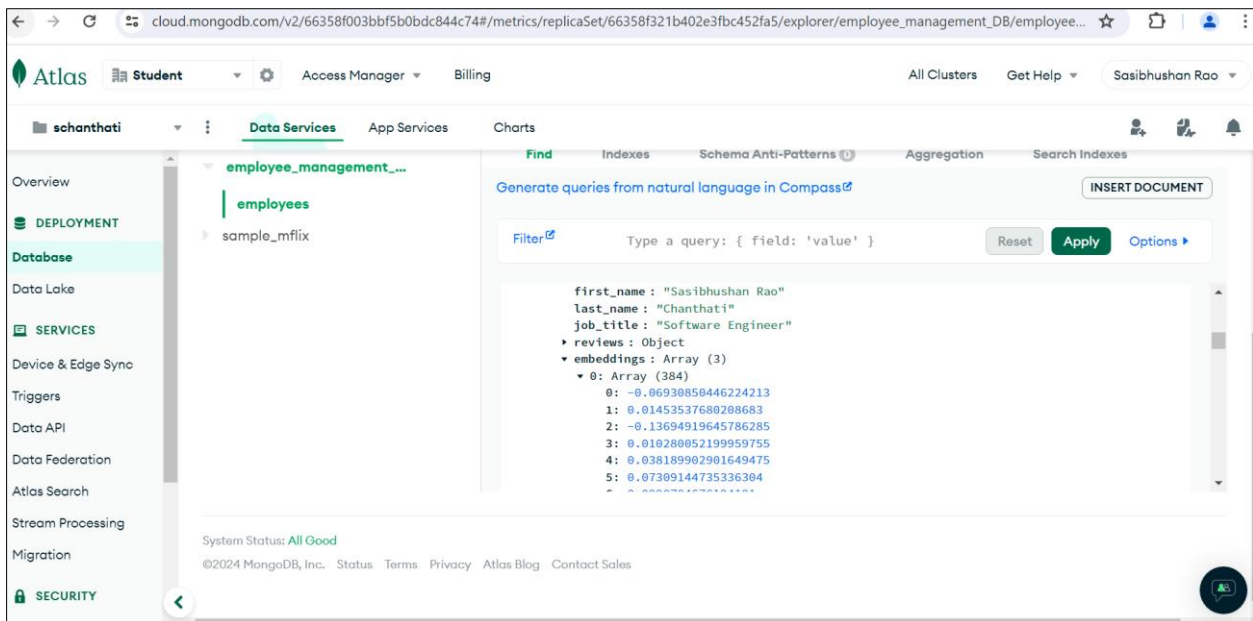 cloud.mongodb.com/v2/66358f003bbf5b0bdc844c74#/metrics/replicaSet/66358f321b402e3fbc452fa5/explorer/employee_management_DB/employee...
Atlas Student Access Manager Billing All Clusters Get Help Sasibhushan Rao
schanthati Data Services App Services Charts
Overview
DEPLOYMENT
Database
Data Lake
SERVICES
Device & Edge Sync
Triggers
Data API
Data Federation
Atlas Search
Stream Processing
Migration
SECURITY
employee_management_...
employees
sample_mflix
Find Indexes Schema Anti-Patterns 0 Aggregation Search Indexes
Generate queries from natural language in Compass INSERT DOCUMENT
Filter Type a query: { field: 'value' } Reset Apply Options
first_name : "Sasibhushan Rao"
last_name : "Chanthati"
job_title : "Software Engineer"
reviews : Object
embeddings : Array (3)
0: Array (384)
0: -0.06930850446224213
1: 0.01453537680208683
2: -0.13694919645786285
3: 0.010280052199959755
4: 0.038189902901649475
5: 0.07309144735336304
System Status: All Good
©2024 MongoDB, Inc. Status Terms Privacy Atlas Blog Contact Sales